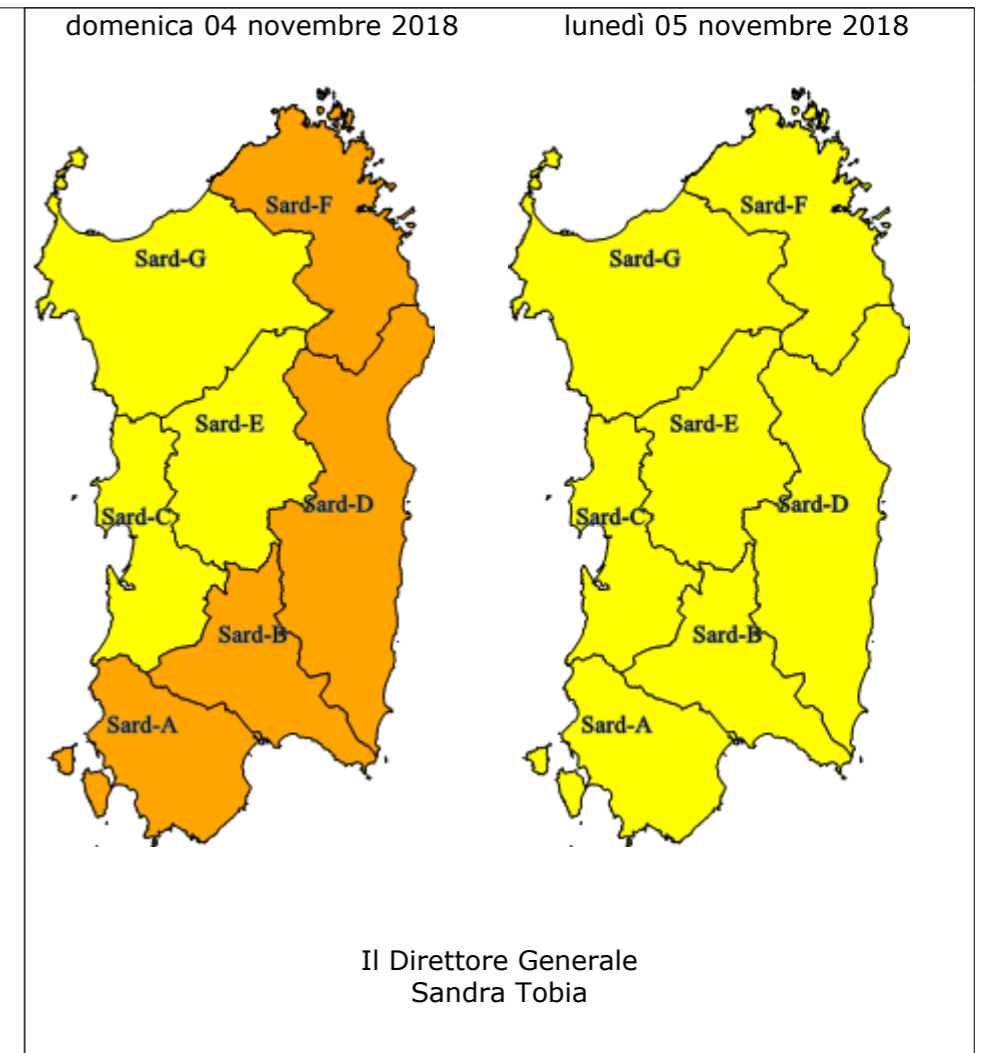 domenica 04 novembre 2018
lunedì 05 novembre 2018
Sard-F
Sard-G
Sard-E
Sard-D
Sard-C
Sard-B
Sard-A
Sard-F
Sard-G
Sard-E
Sard-D
Sard-C
Sard-B
Sard-A
Il Direttore Generale
Sandra Tobia